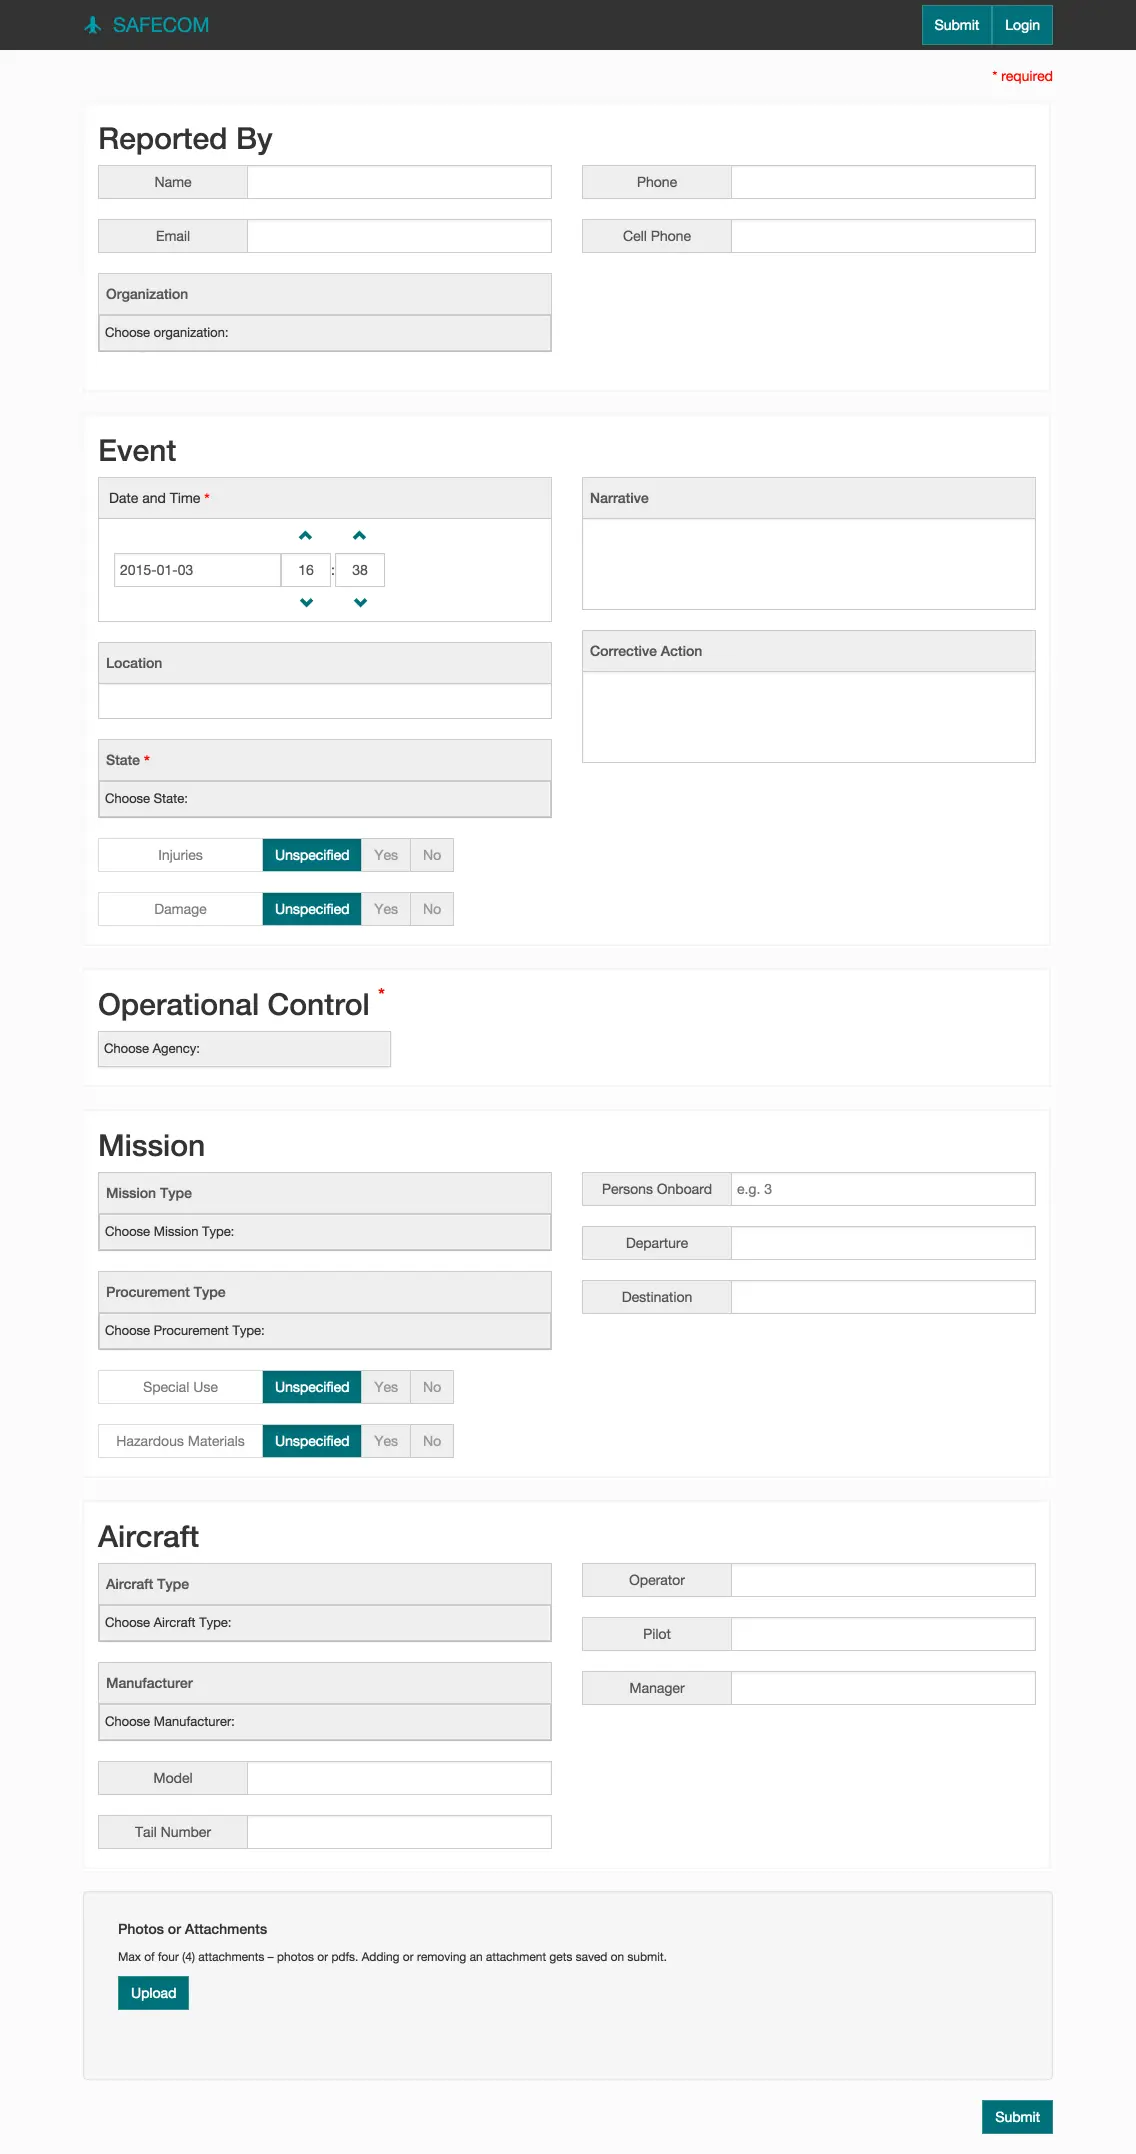 SAFECOM
Submit Login
* required
Reported By
Name
Phone
Email
Cell Phone
Organization
Choose organization:
Event
Date and Time *
2015-01-03 16 : 38
Location
State *
Choose State:
Injuries Unspecified Yes No
Damage Unspecified Yes No
Narrative
Corrective Action
Operational Control *
Choose Agency:
Mission
Mission Type
Choose Mission Type:
Procurement Type
Choose Procurement Type:
Special Use Unspecified Yes No
Hazardous Materials Unspecified Yes No
Persons Onboard e.g. 3
Departure
Destination
Aircraft
Aircraft Type
Choose Aircraft Type:
Manufacturer
Choose Manufacturer:
Model
Tail Number
Operator
Pilot
Manager
Photos or Attachments
Max of four (4) attachments – photos or pdfs. Adding or removing an attachment gets saved on submit.
Upload
Submit